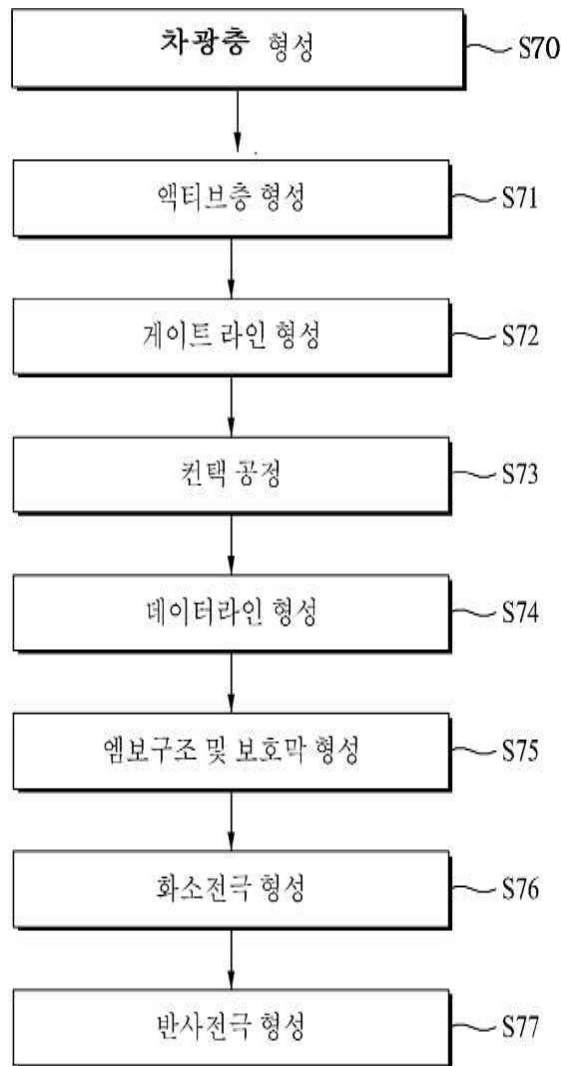 차광층 형성 S70
액티브층 형성 S71
게이트 라인 형성 S72
컨택 공정 S73
데이터라인 형성 S74
엠보구조 및 보호막 형성 S75
화소전극 형성 S76
반사전극 형성 S77